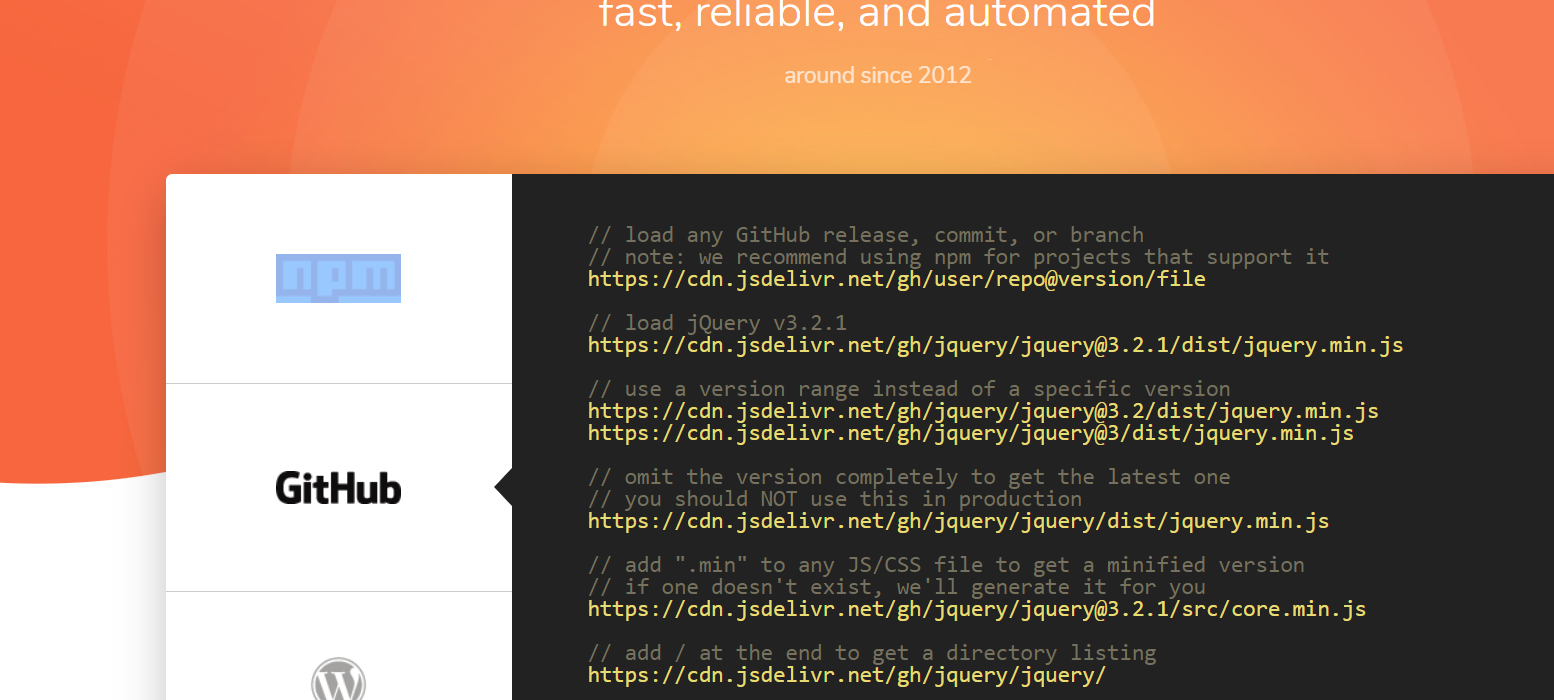 fast, reliable, and automated
around since 2012
npm
GitHub
W
// load any GitHub release, commit, or branch
// note: we recommend using npm for projects that support it
https://cdn.jsdelivr.net/gh/user/repo@version/file
// load jQuery v3.2.1
https://cdn.jsdelivr.net/gh/jquery/jquery@3.2.1/dist/jquery.min.js
// use a version range instead of a specific version
https://cdn.jsdelivr.net/gh/jquery/jquery@3.2/dist/jquery.min.js
https://cdn.jsdelivr.net/gh/jquery/jquery@3/dist/jquery.min.js
// omit the version completely to get the latest one
// you should NOT use this in production
https://cdn.jsdelivr.net/gh/jquery/jquery/dist/jquery.min.js
// add ".min" to any JS/CSS file to get a minified version
// if one doesn't exist, we'll generate it for you
https://cdn.jsdelivr.net/gh/jquery/jquery@3.2.1/src/core.min.js
// add / at the end to get a directory listing
https://cdn.jsdelivr.net/gh/jquery/jquery/